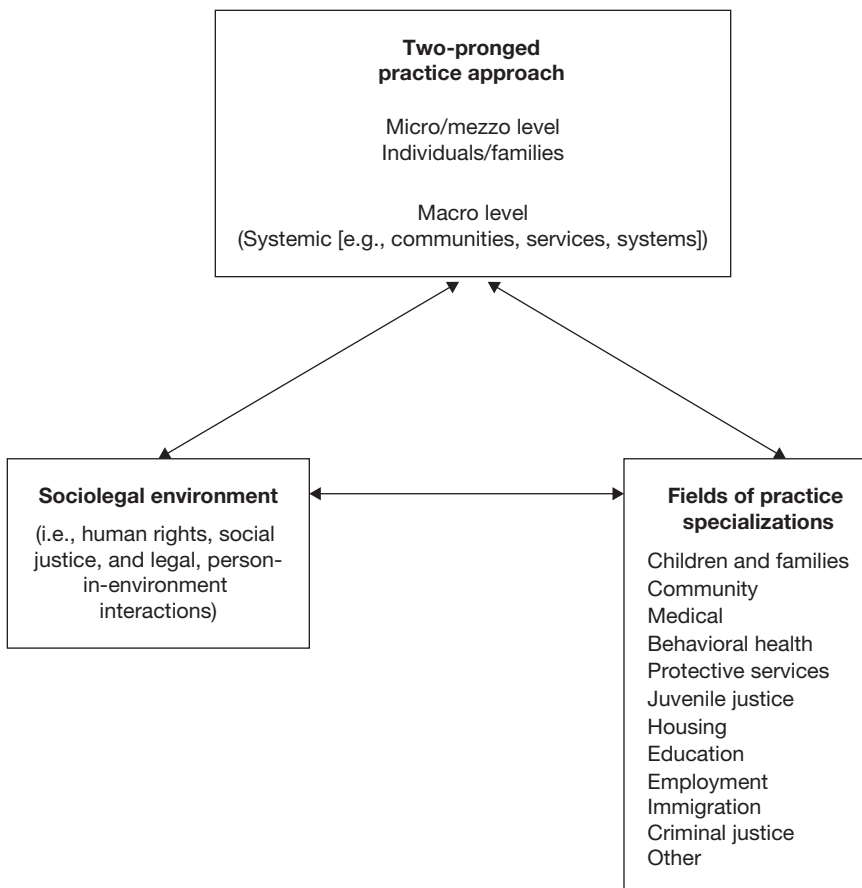 Two-pronged
practice approach
Micro/mezzo level
Individuals/families
Macro level
(Systemic [e.g., communities, services, systems])
Sociolegal environment
(i.e., human rights, social
justice, and legal, person-
in-environment
interactions)
Fields of practice
specializations
Children and families
Community
Medical
Behavioral health
Protective services
Juvenile justice
Housing
Education
Employment
Immigration
Criminal justice
Other